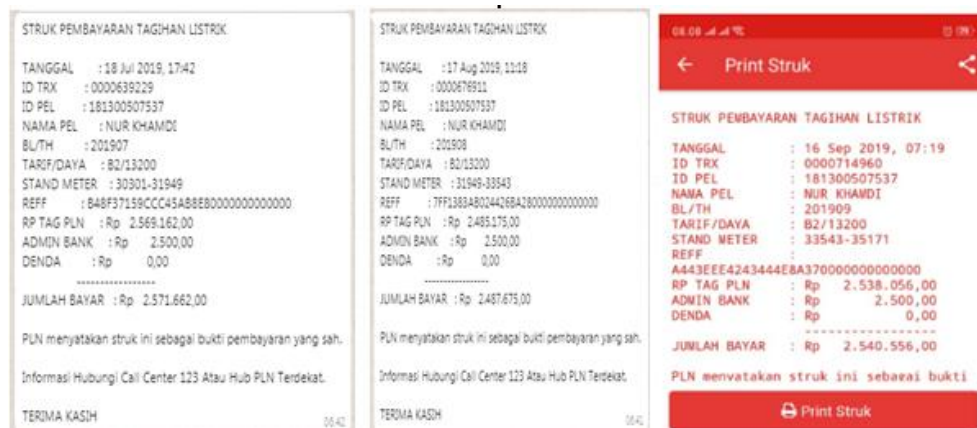 STRUK PEMBAYARAN TAGIHAN LISTRIK
TANGGAL : 18 Jul 2019, 17:42
ID TRX : 0000639229
ID PEL : 181300507537
NAMA PEL : NUR KHAMDI
BL/TH : 201907
TARIF/DAYA : B2/13200
STAND METER : 30301-31949
REFF : B48F37159CCC45AB8E80000000000000
RP TAG PLN : Rp 2.569.162,00
ADMIN BANK : Rp 2.500,00
DENDA : Rp 0,00
-----------------
JUMLAH BAYAR : Rp 2.571.662,00
PLN menyatakan struk ini sebagai bukti pembayaran yang sah.
Informasi Hubungi Call Center 123 Atau Hub PLN Terdekat.
TERIMA KASIH
06.42
STRUK PEMBAYARAN TAGIHAN LISTRIK
TANGGAL : 17 Aug 2019, 11:18
ID TRX : 0000676911
ID PEL : 181300507537
NAMA PEL : NUR KHAMDI
BL/TH : 201908
TARIF/DAYA : B2/13200
STAND METER : 31949-33543
REFF : 7FF1383AB024426BA280000000000000
RP TAG PLN : Rp 2.485.175,00
ADMIN BANK : Rp 2.500,00
DENDA : Rp 0,00
-----------------
JUMLAH BAYAR : Rp 2.487.675,00
PLN menyatakan struk ini sebagai bukti pembayaran yang sah.
Informasi Hubungi Call Center 123 Atau Hub PLN Terdekat.
TERIMA KASIH
06.41
08.08
Print Struk
STRUK PEMBAYARAN TAGIHAN LISTRIK
TANGGAL : 16 Sep 2019, 07:19
ID TRX : 0000714960
ID PEL : 181300507537
NAMA PEL : NUR KHAMDI
BL/TH : 201909
TARIF/DAYA : B2/13200
STAND METER : 33543-35171
REFF :
A443EEE4243444E8A370000000000000
RP TAG PLN : Rp 2.538.056,00
ADMIN BANK : Rp 2.500,00
DENDA : Rp 0,00
-----------------
JUMLAH BAYAR : Rp 2.540.556,00
PLN menyatakan struk ini sebagai bukti
Print Struk